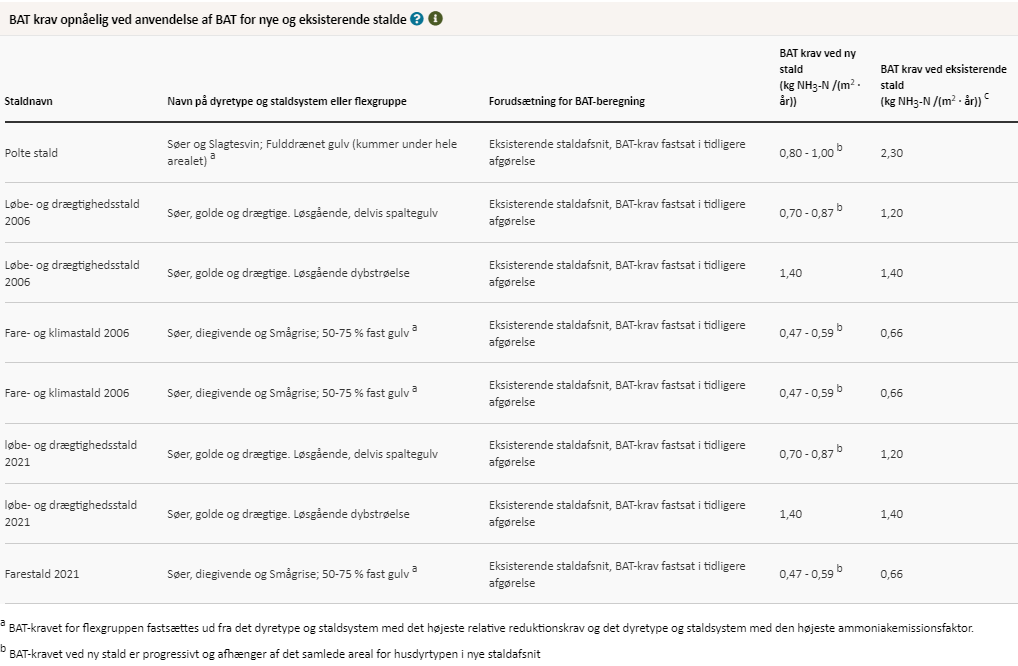 BAT krav opnåelig ved anvendelse af BAT for nye og eksisterende stalde ? i
Staldnavn
Navn på dyretype og staldsystem eller flexgruppe
Forudsætning for BAT-beregning
BAT krav ved ny
stald
(kg NH3-N /(m² ·
år))
BAT krav ved eksisterende
stald
(kg NH3-N /(m² · år)) c
Polte stald
Søer og Slagtesvin; Fulddrænet gulv (kummer under hele
arealet) a
Eksisterende staldafsnit, BAT-krav fastsat i tidligere
afgørelse
0,80 - 1,00 b
2,30
Løbe- og drægtighedsstald
2006
Søer, golde og drægtige. Løsgående, delvis spaltegulv
Eksisterende staldafsnit, BAT-krav fastsat i tidligere
afgørelse
0,70 - 0,87 b
1,20
Løbe- og drægtighedsstald
2006
Søer, golde og drægtige. Løsgående dybstrøelse
Eksisterende staldafsnit, BAT-krav fastsat i tidligere
afgørelse
1,40
1,40
Fare- og klimastald 2006
Søer, diegivende og Smågrise; 50-75 % fast gulv a
Eksisterende staldafsnit, BAT-krav fastsat i tidligere
afgørelse
0,47 - 0,59 b
0,66
Fare- og klimastald 2006
Søer, diegivende og Smågrise; 50-75 % fast gulv a
Eksisterende staldafsnit, BAT-krav fastsat i tidligere
afgørelse
0,47 - 0,59 b
0,66
løbe- og drægtighedsstald
2021
Søer, golde og drægtige. Løsgående, delvis spaltegulv
Eksisterende staldafsnit, BAT-krav fastsat i tidligere
afgørelse
0,70 - 0,87 b
1,20
løbe- og drægtighedsstald
2021
Søer, golde og drægtige. Løsgående dybstrøelse
Eksisterende staldafsnit, BAT-krav fastsat i tidligere
afgørelse
1,40
1,40
Farestald 2021
Søer, diegivende og Smågrise; 50-75 % fast gulv a
Eksisterende staldafsnit, BAT-krav fastsat i tidligere
afgørelse
0,47 - 0,59 b
0,66
a BAT-kravet for flexgruppen fastsættes ud fra det dyretype og staldsystem med det højeste relative reduktionskrav og det dyretype og staldsystem med den højeste ammoniakemissionsfaktor.
b BAT-kravet ved ny stald er progressivt og afhænger af det samlede areal for husdyrtypen i nye staldafsnit